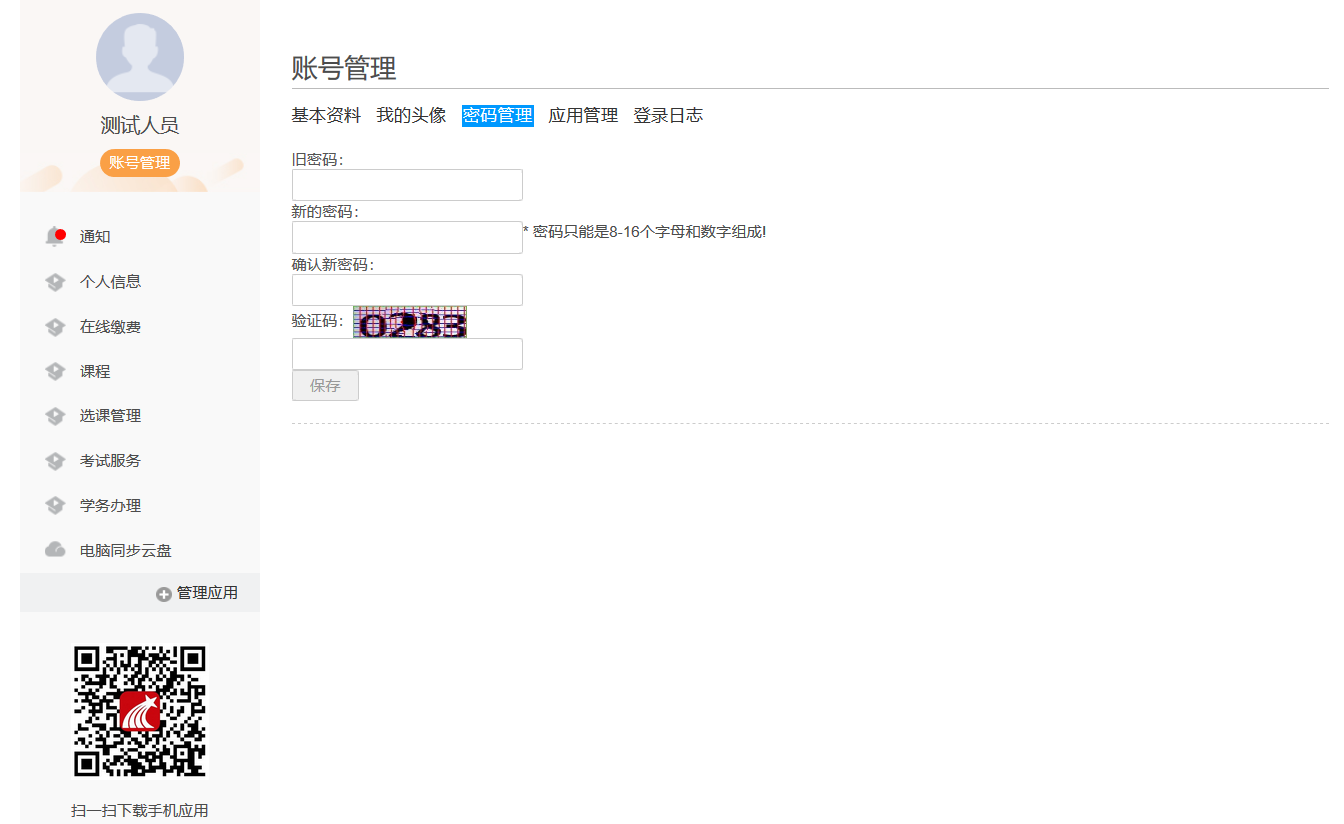 测试人员
账号管理
通知
个人信息
在线缴费
课程
选课管理
考试服务
学务办理
电脑同步云盘
管理应用
扫一扫下载手机应用
账号管理
基本资料 我的头像 密码管理 应用管理 登录日志
旧密码：
新的密码：
* 密码只能是8-16个字母和数字组成!
确认新密码：
验证码： 0283
保存